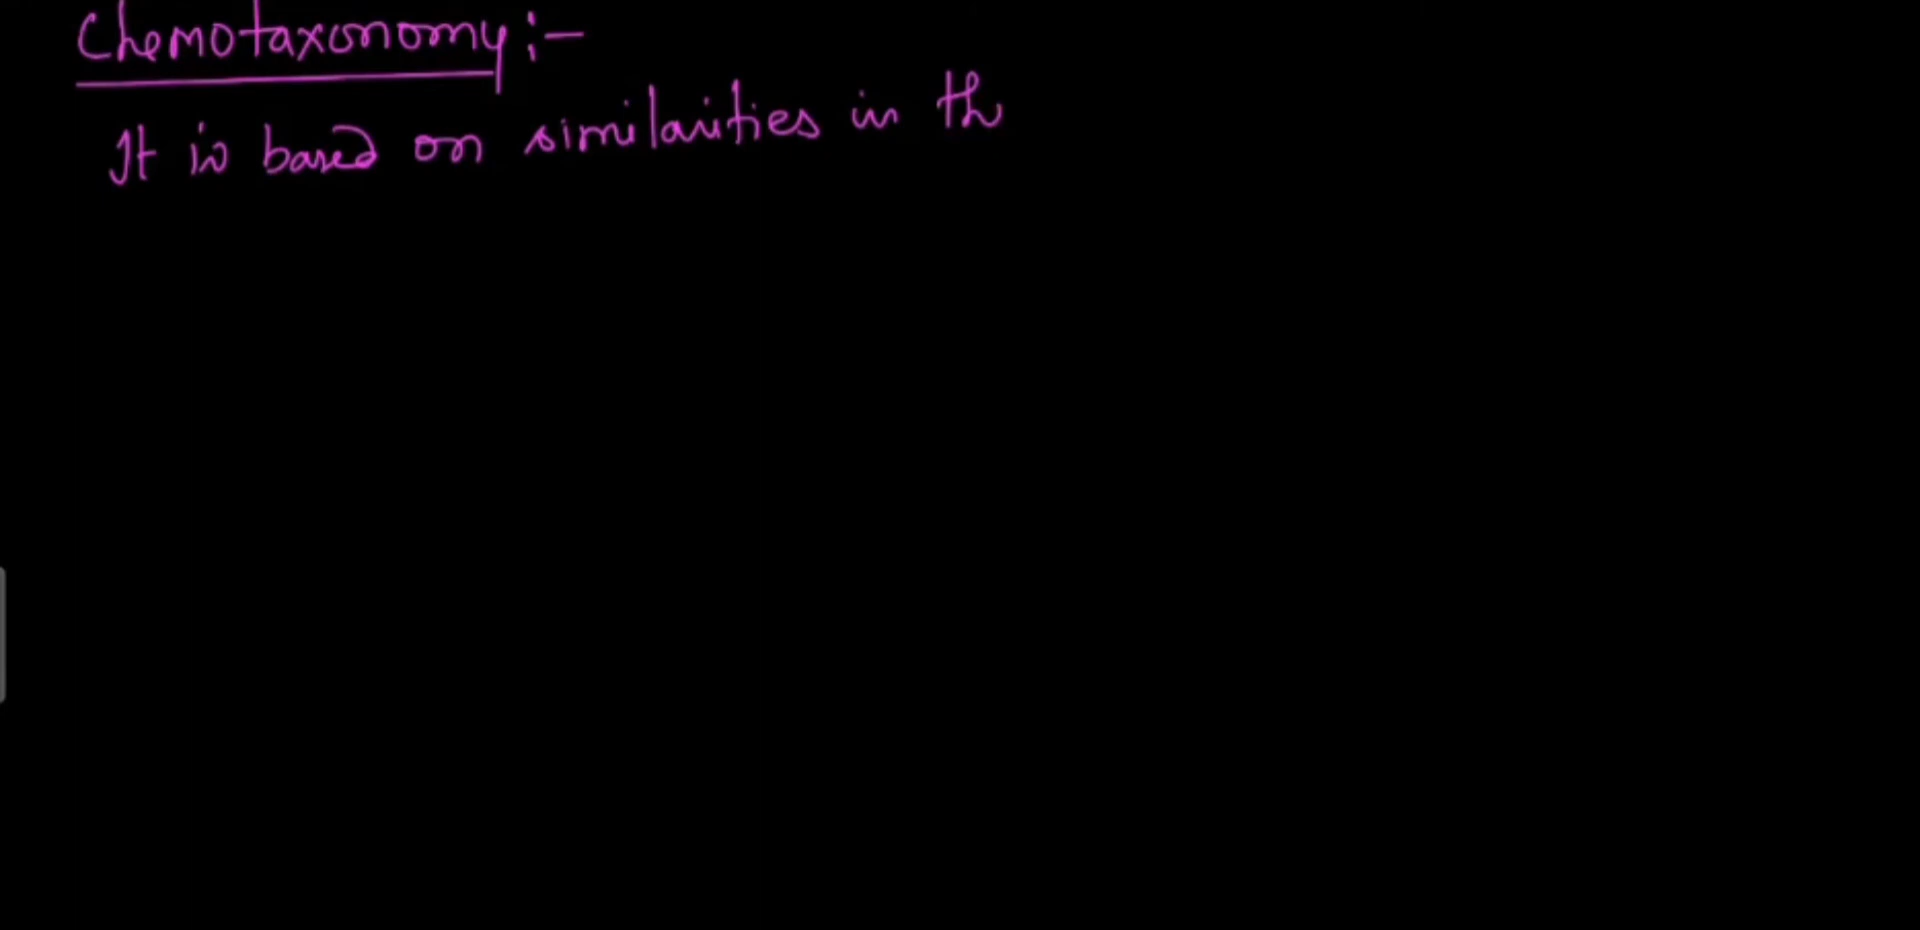 Chemotaxonomy :-
It is based on similarities in th